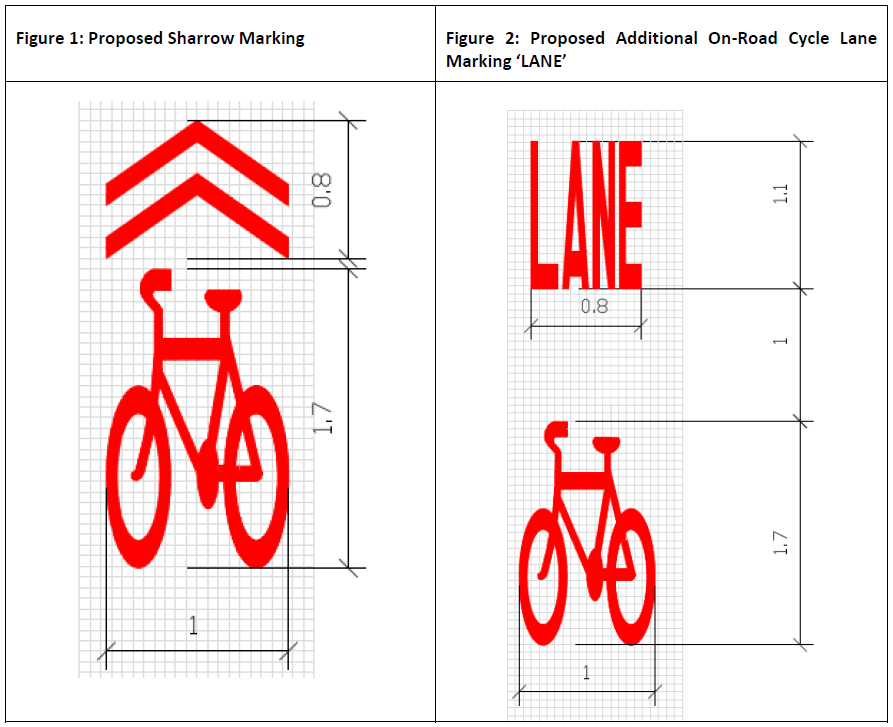 Figure 1: Proposed Sharrow Marking
Figure 2: Proposed Additional On-Road Cycle Lane
Marking ‘LANE’
0.8
1.7
1
LANE
1.1
0.8
1
1.7
1